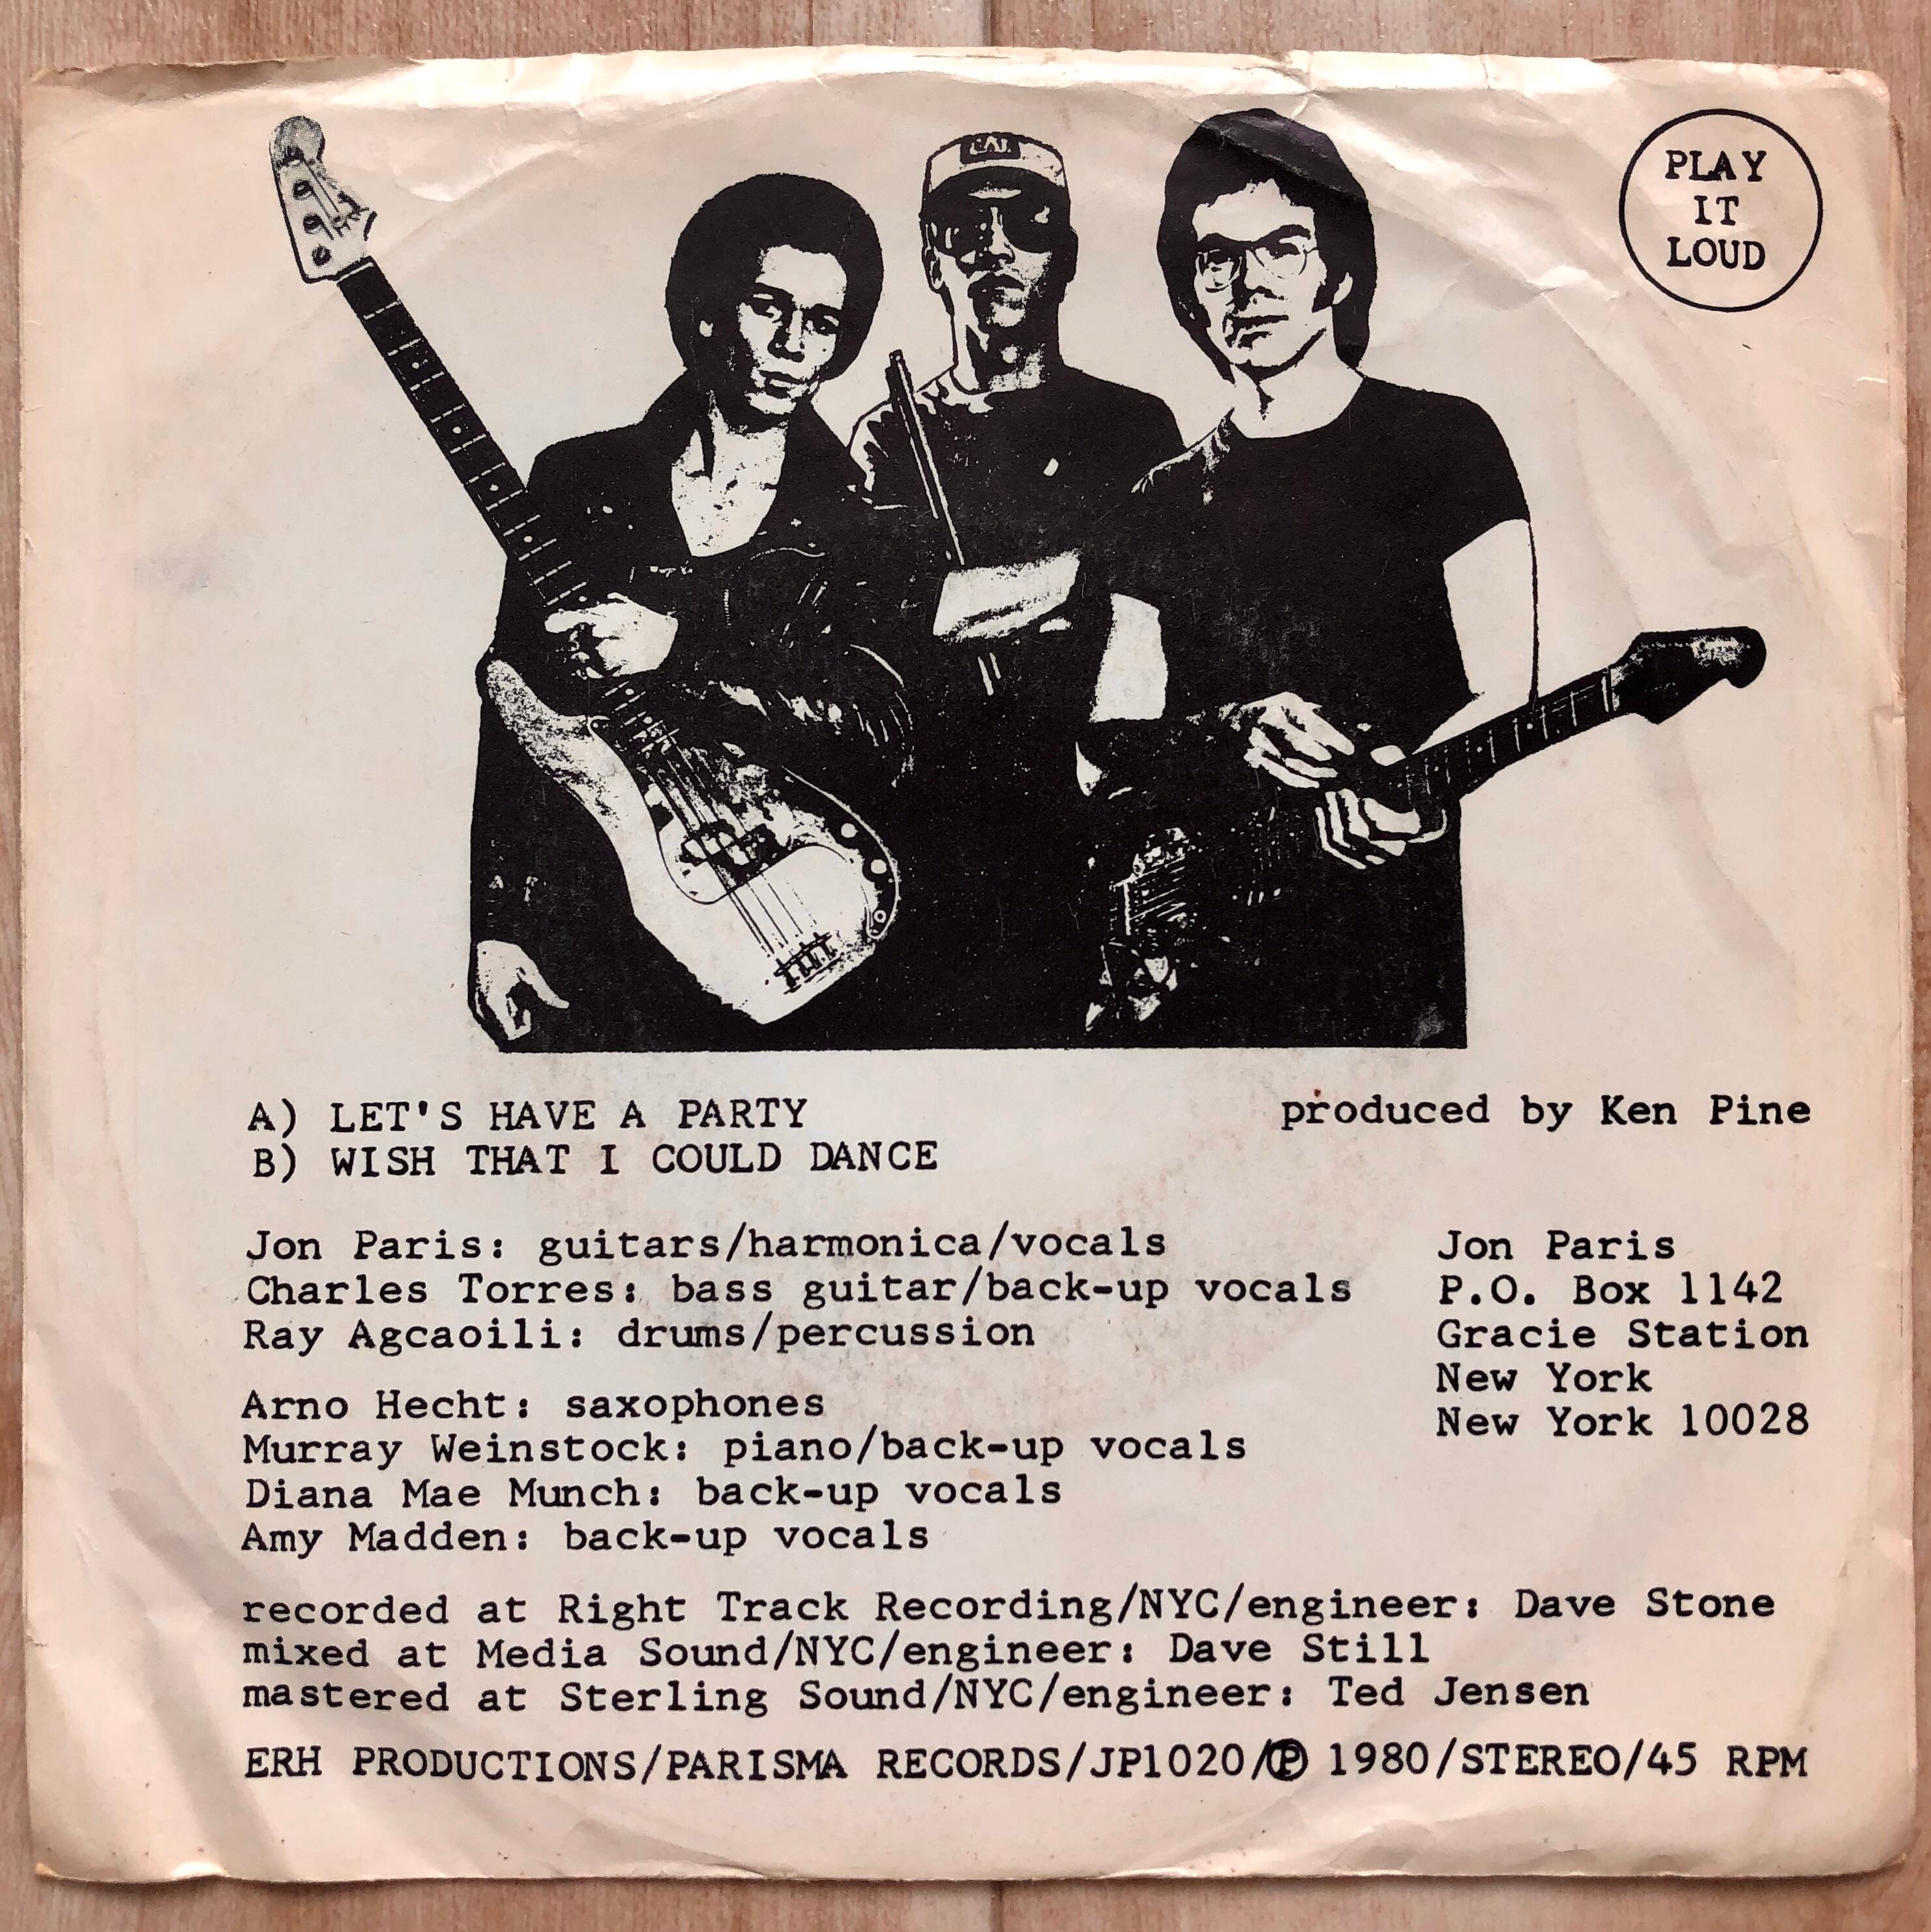 CAT
PLAY
IT
LOUD
A) LET'S HAVE A PARTY
B) WISH THAT I COULD DANCE
produced by Ken Pine
Jon Paris: guitars/harmonica/vocals
Charles Torres: bass guitar/back-up vocals
Ray Agcaoili: drums/percussion
Arno Hecht: saxophones
Murray Weinstock: piano/back-up vocals
Diana Mae Munch: back-up vocals
Amy Madden: back-up vocals
Jon Paris
P.O. Box 1142
Gracie Station
New York
New York 10028
recorded at Right Track Recording/NYC/engineer: Dave Stone
mixed at Media Sound/NYC/engineer: Dave Still
mastered at Sterling Sound/NYC/engineer: Ted Jensen
ERH PRODUCTIONS/PARISMA RECORDS/JP1020/℗ 1980/STEREO/45 RPM